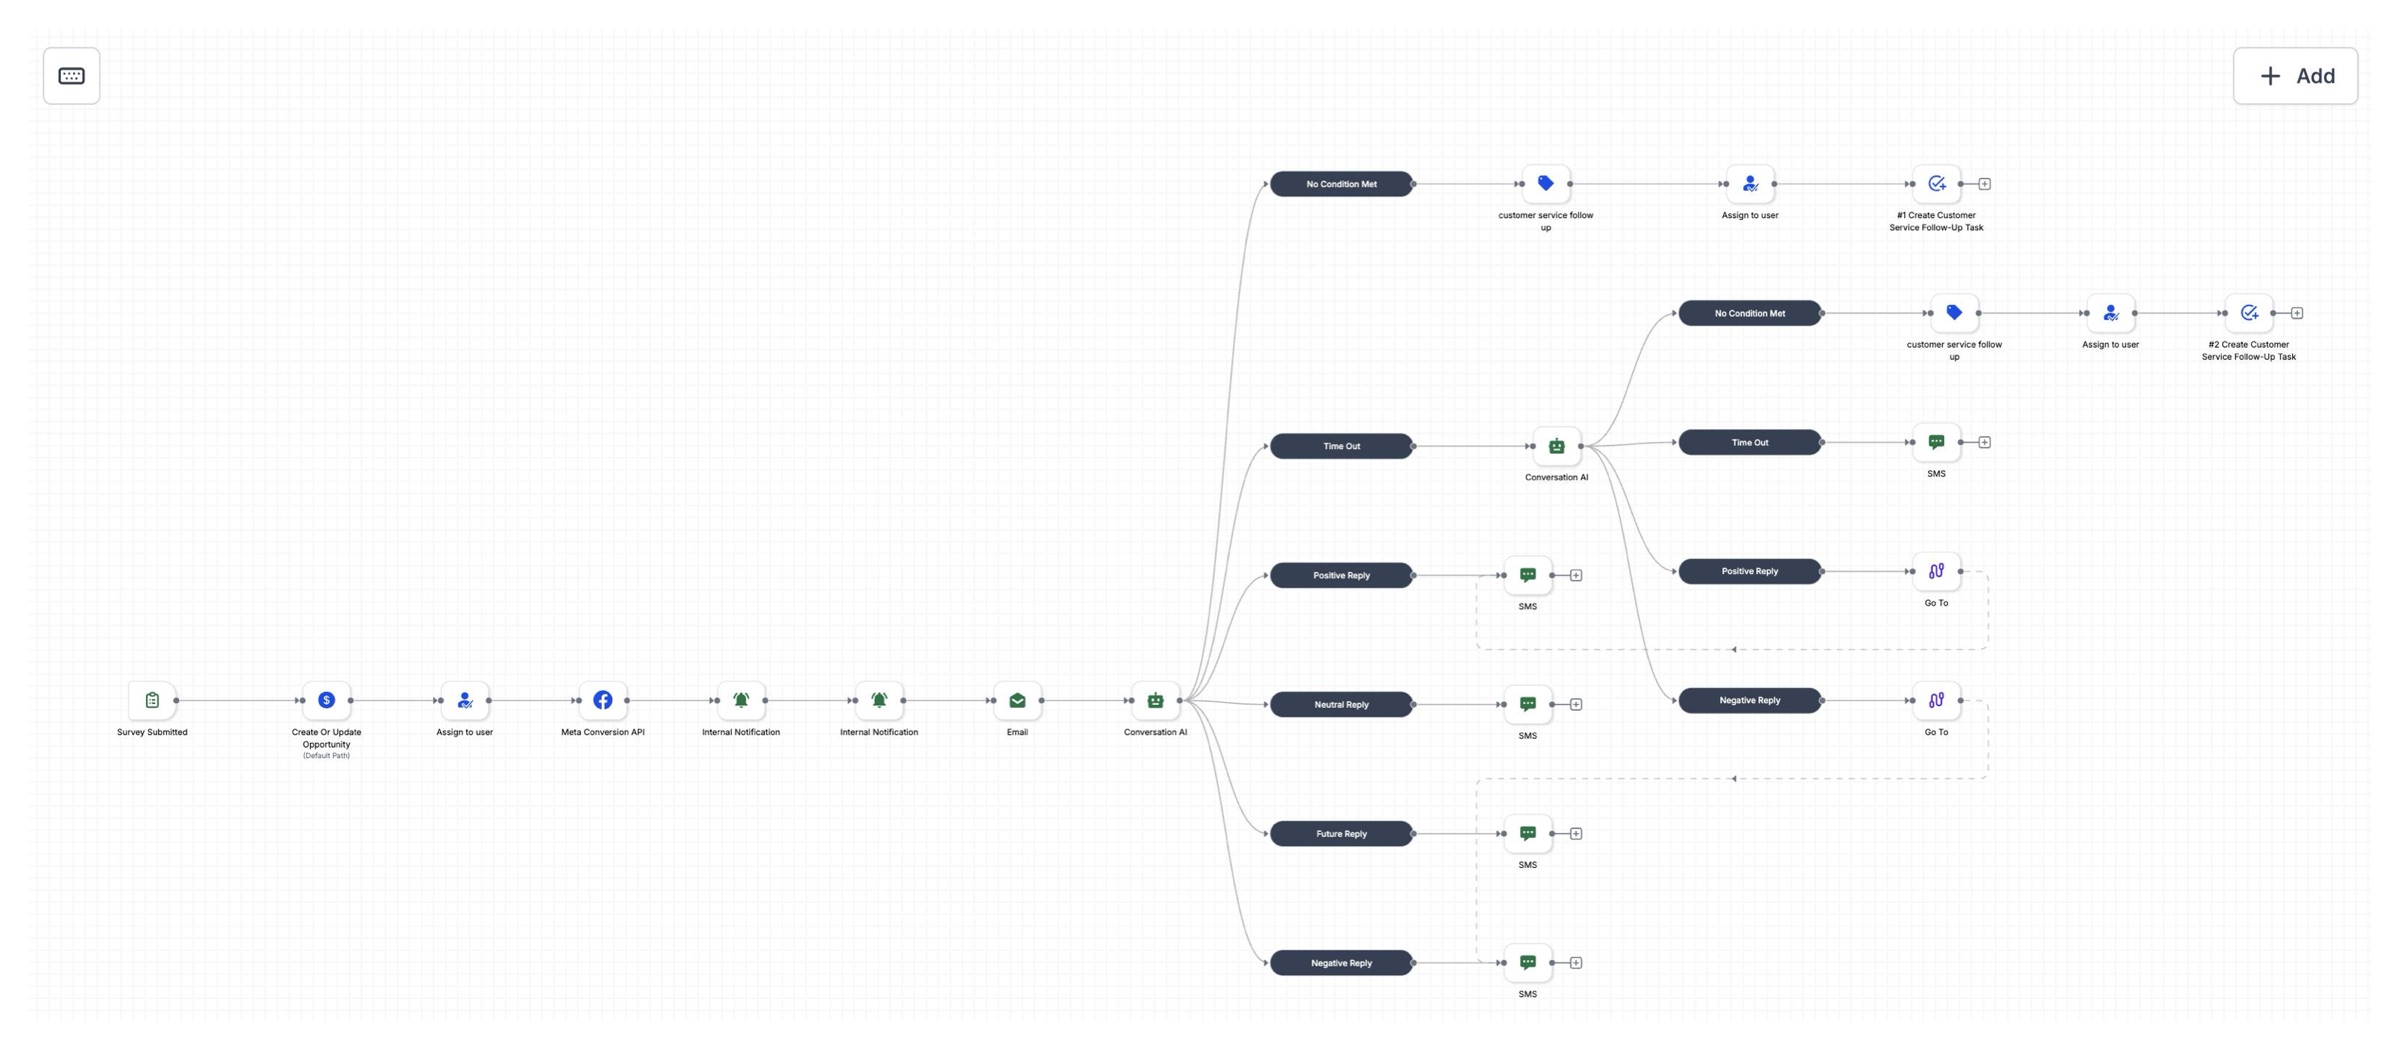 Add
No Condition Met
customer service follow
up
Assign to user
#1 Create Customer
Service Follow-Up Task
No Condition Met
customer service follow
up
Assign to user
#2 Create Customer
Service Follow-Up Task
Time Out
Conversation AI
Time Out
SMS
Positive Reply
SMS
Positive Reply
Go To
Survey Submitted
Create Or Update
Opportunity
(Default Path)
Assign to user
Meta Conversion API
Internal Notification
Internal Notification
Email
Conversation AI
Neutral Reply
SMS
Negative Reply
Go To
Future Reply
SMS
Negative Reply
SMS